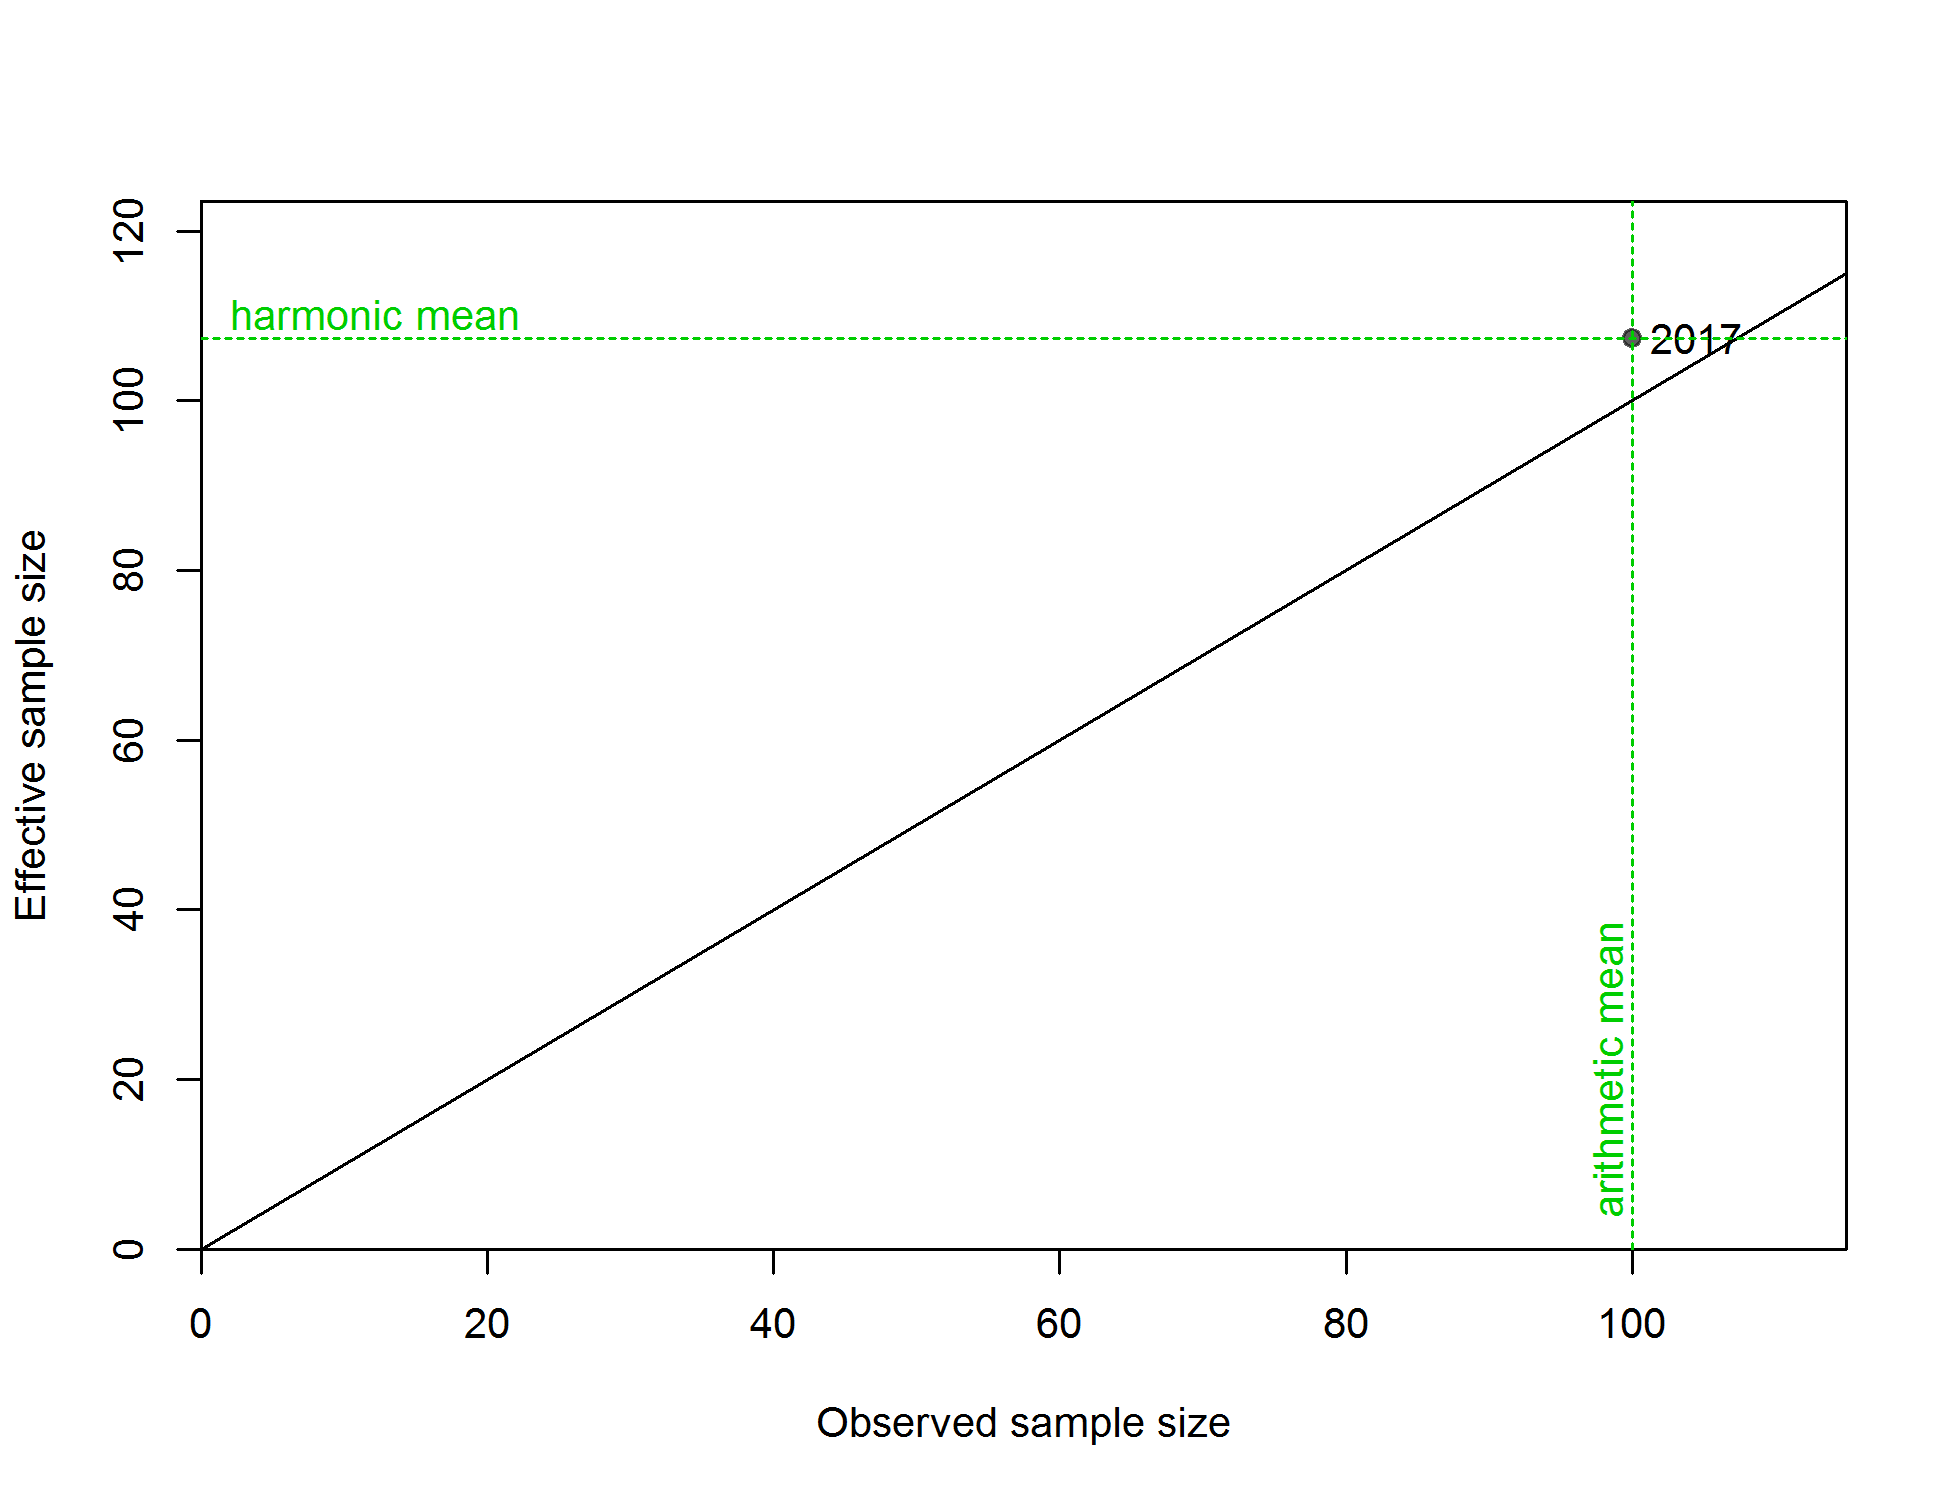 120
100
80
60
40
20
0
Effective sample size
harmonic mean
2017
arithmetic mean
0 20 40 60 80 100
Observed sample size